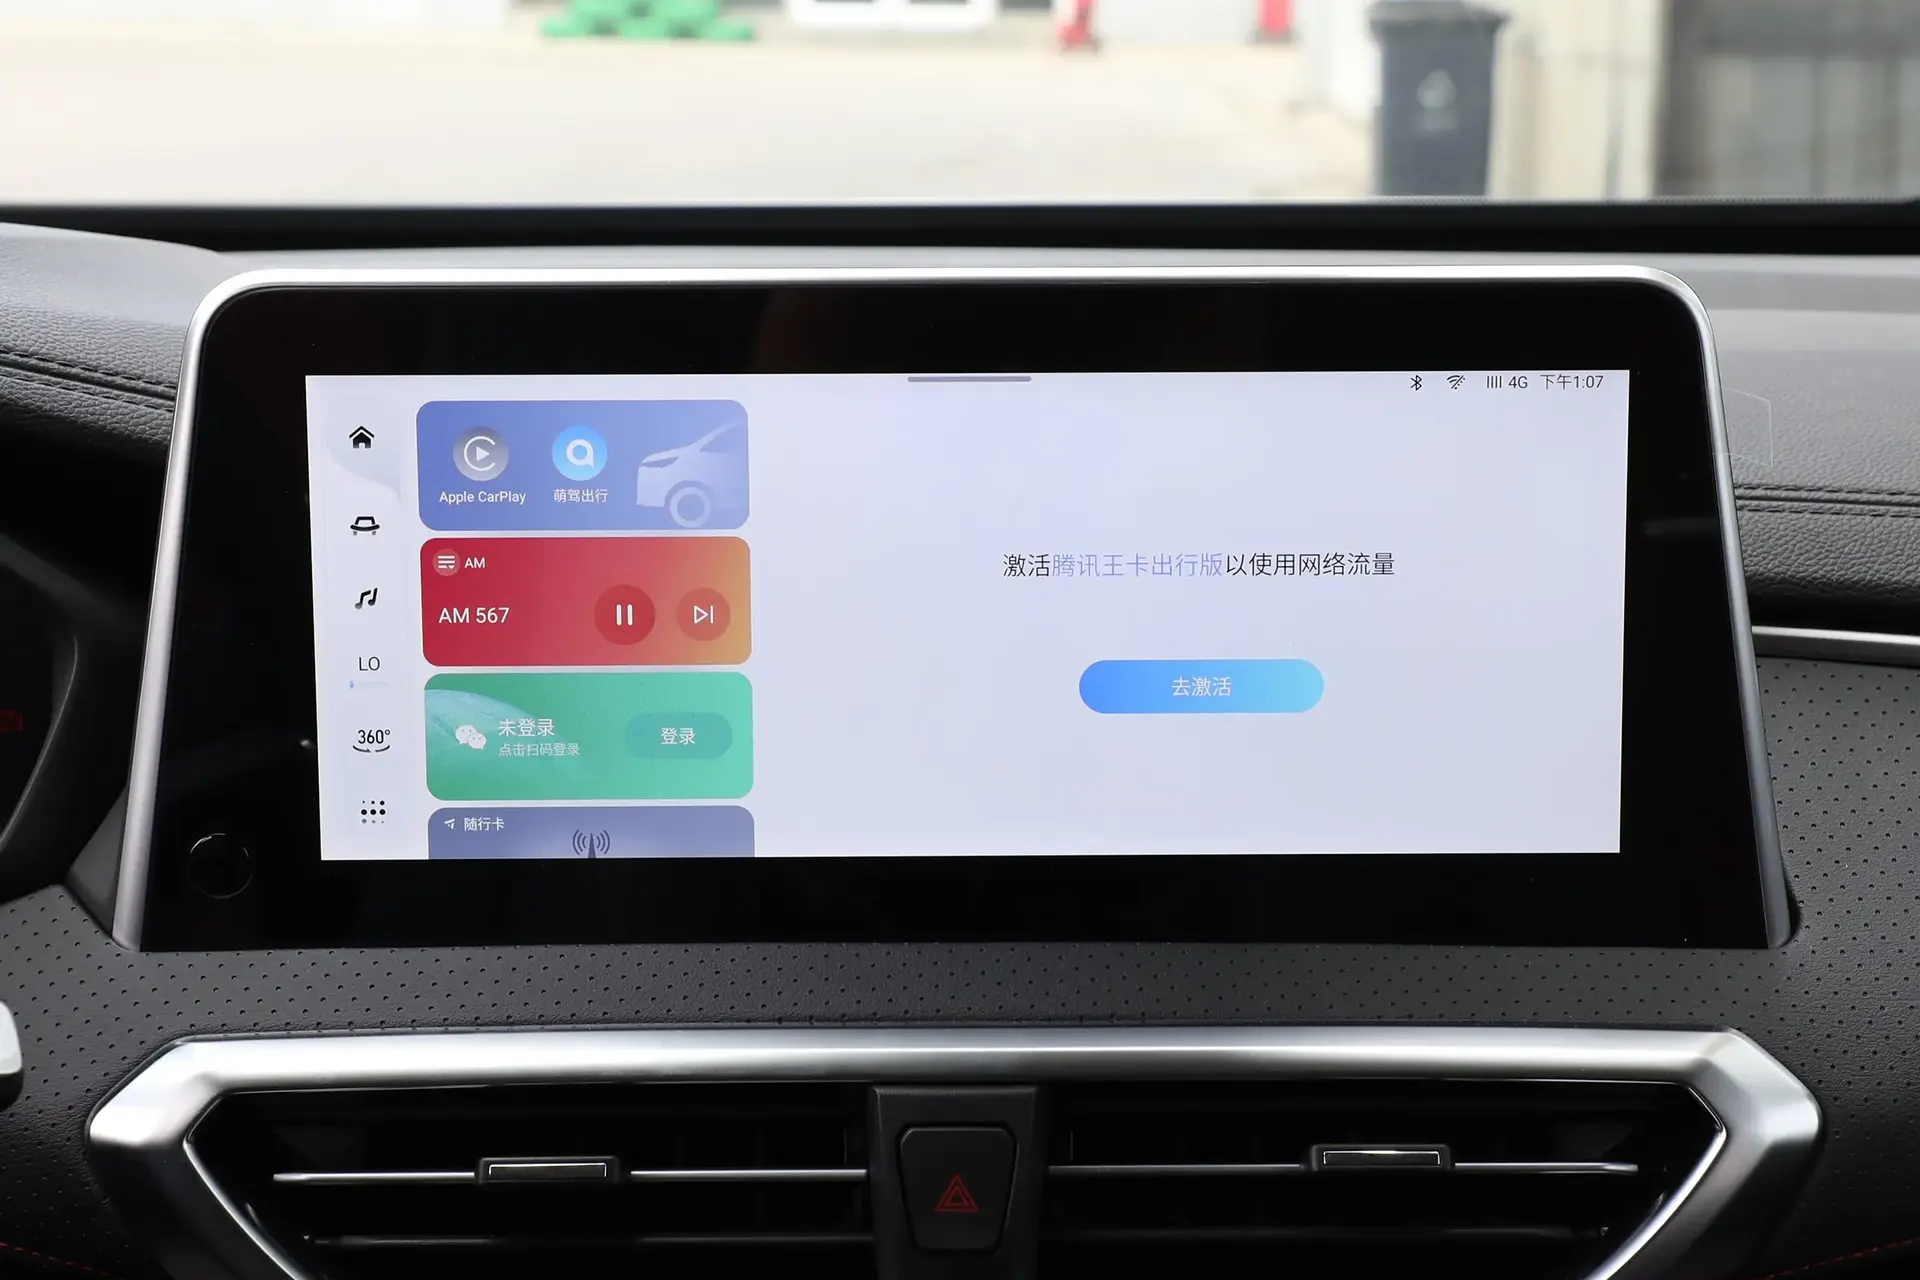 4G 下午1:07
Apple CarPlay
萌驾出行
AM
AM 567
LO
未登录
点击扫码登录
登录
360°
随行卡
激活腾讯王卡出行版以使用网络流量
去激活